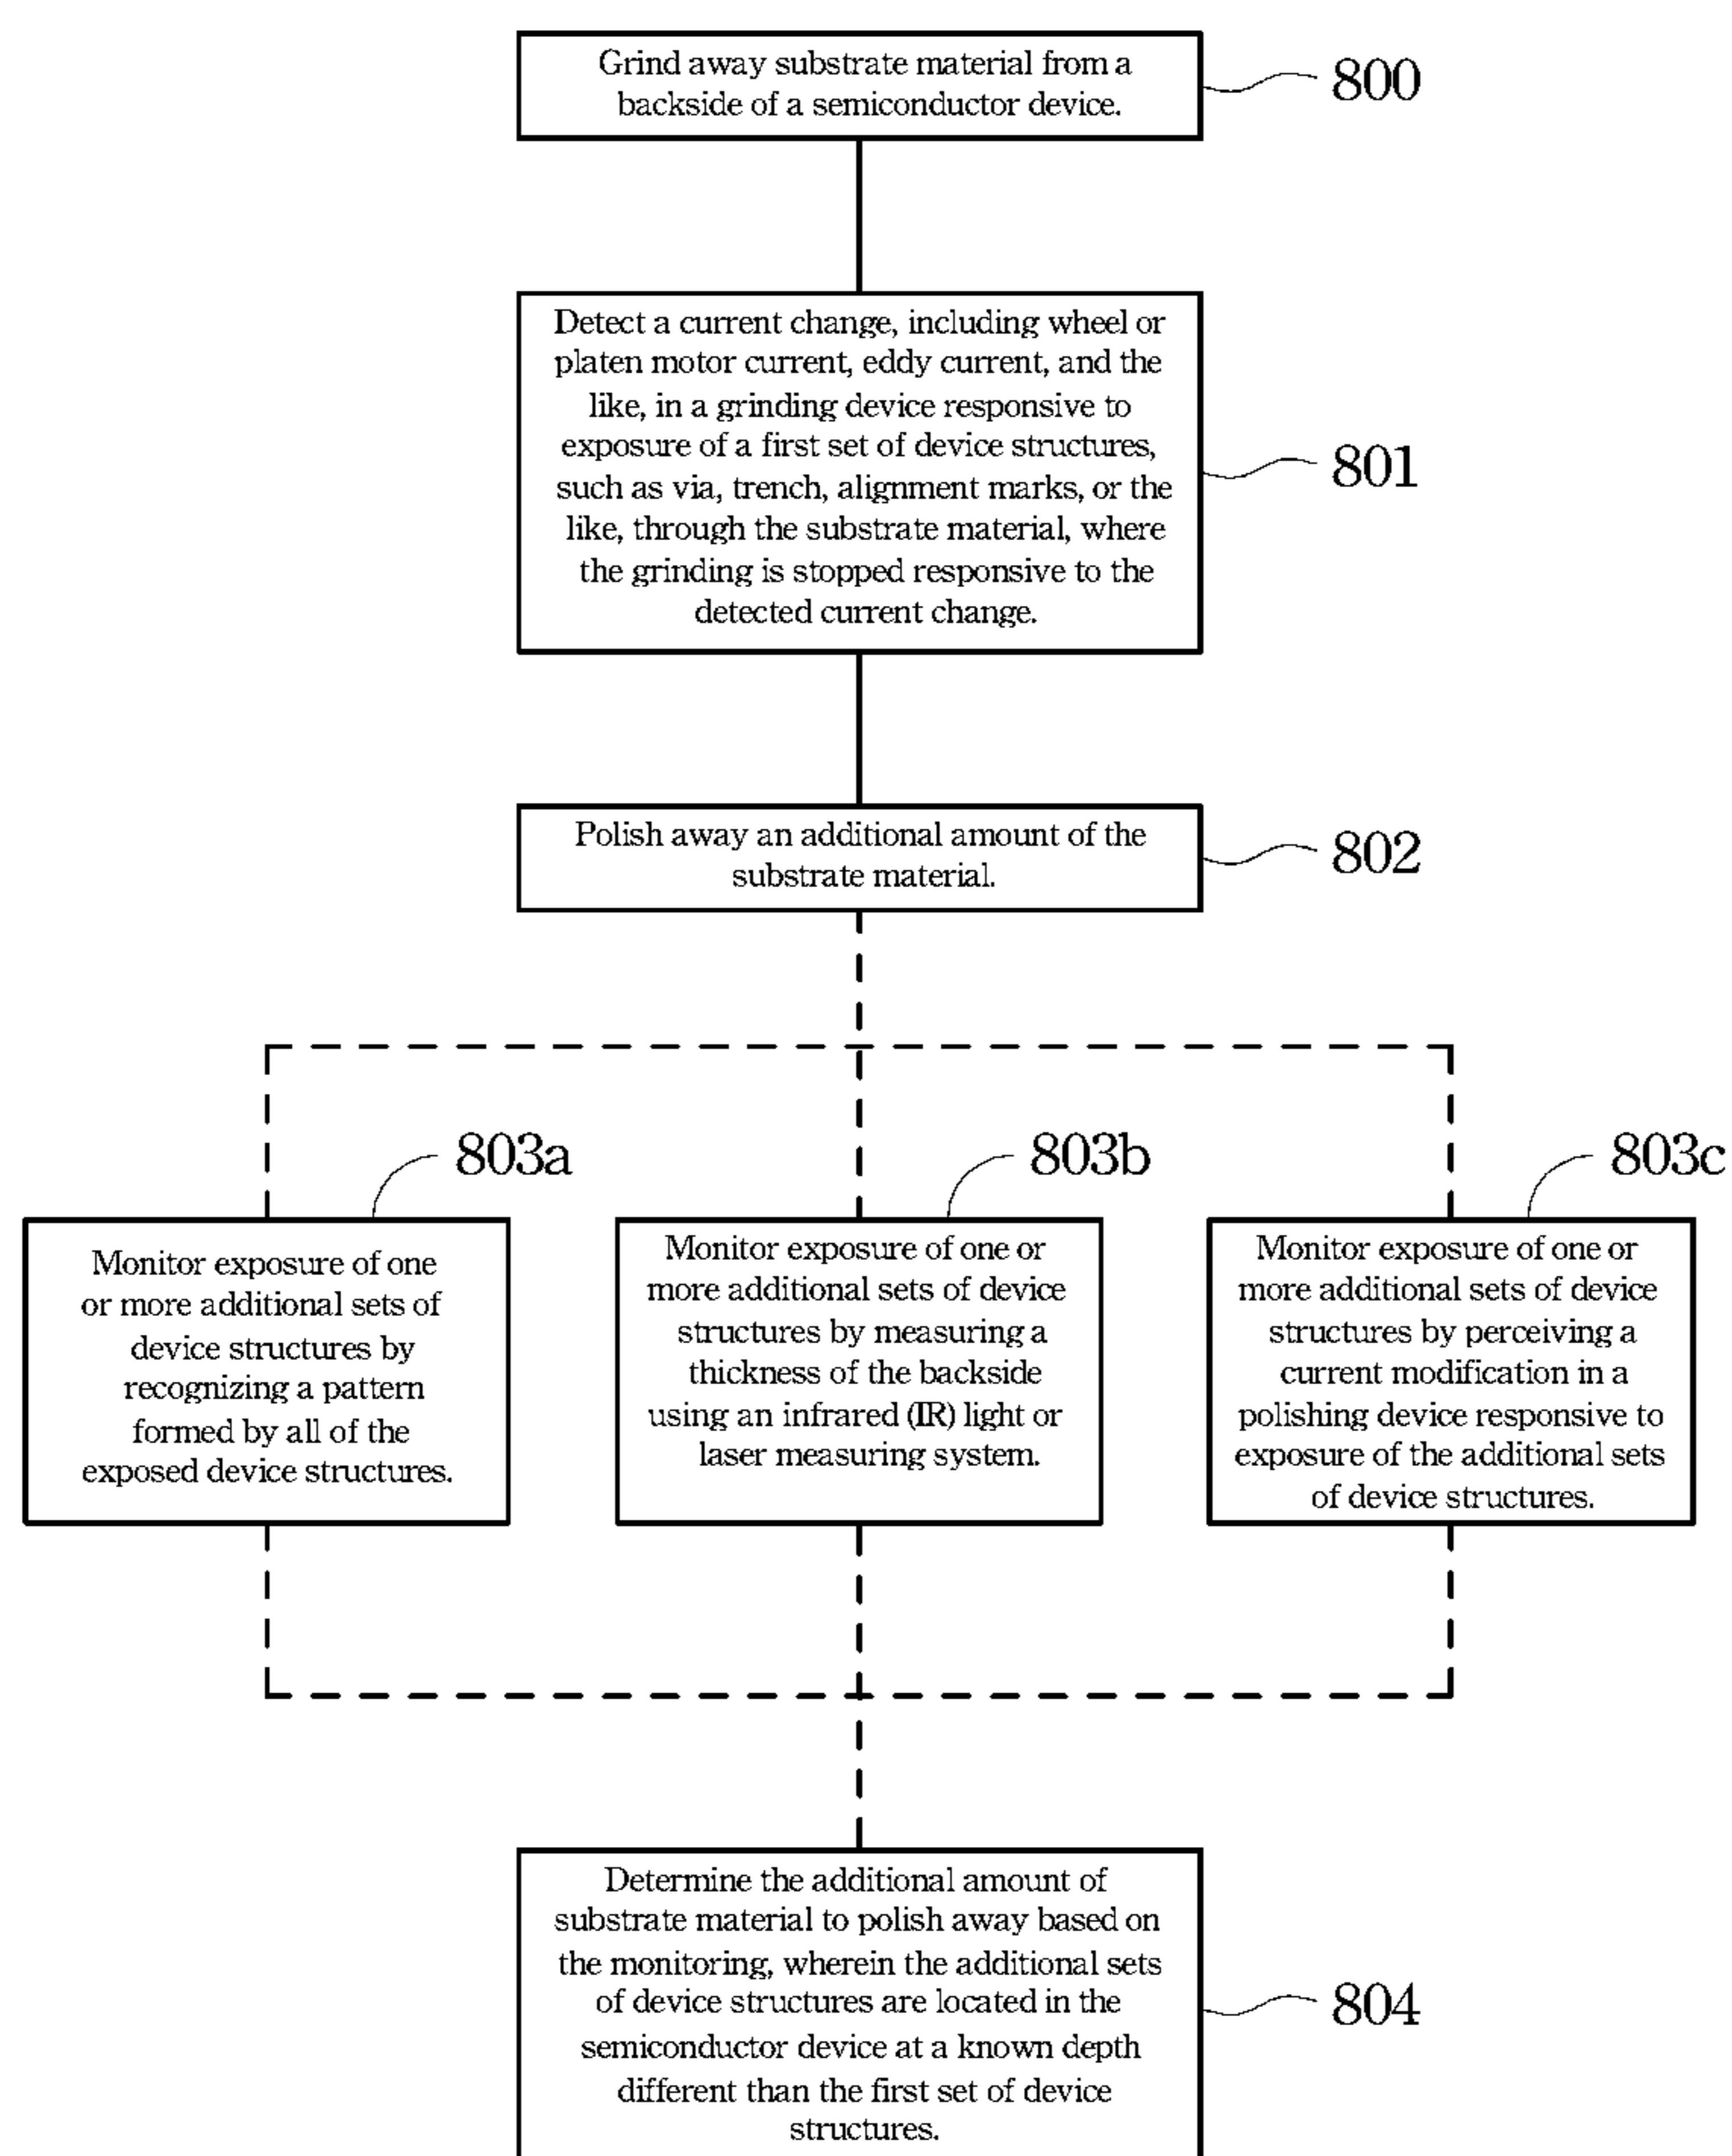 Grind away substrate material from a
backside of a semiconductor device.
800
Detect a current change, including wheel or
platen motor current, eddy current, and the
like, in a grinding device responsive to
exposure of a first set of device structures,
such as via, trench, alignment marks, or the
like, through the substrate material, where
the grinding is stopped responsive to the
detected current change.
801
Polish away an additional amount of the
substrate material.
802
803a
Monitor exposure of one
or more additional sets of
device structures by
recognizing a pattern
formed by all of the
exposed device structures.
803b
Monitor exposure of one or
more additional sets of device
structures by measuring a
thickness of the backside
using an infrared (IR) light or
laser measuring system.
803c
Monitor exposure of one or
more additional sets of device
structures by perceiving a
current modification in a
polishing device responsive to
exposure of the additional sets
of device structures.
Determine the additional amount of
substrate material to polish away based on
the monitoring, wherein the additional sets
of device structures are located in the
semiconductor device at a known depth
different than the first set of device
structures.
804